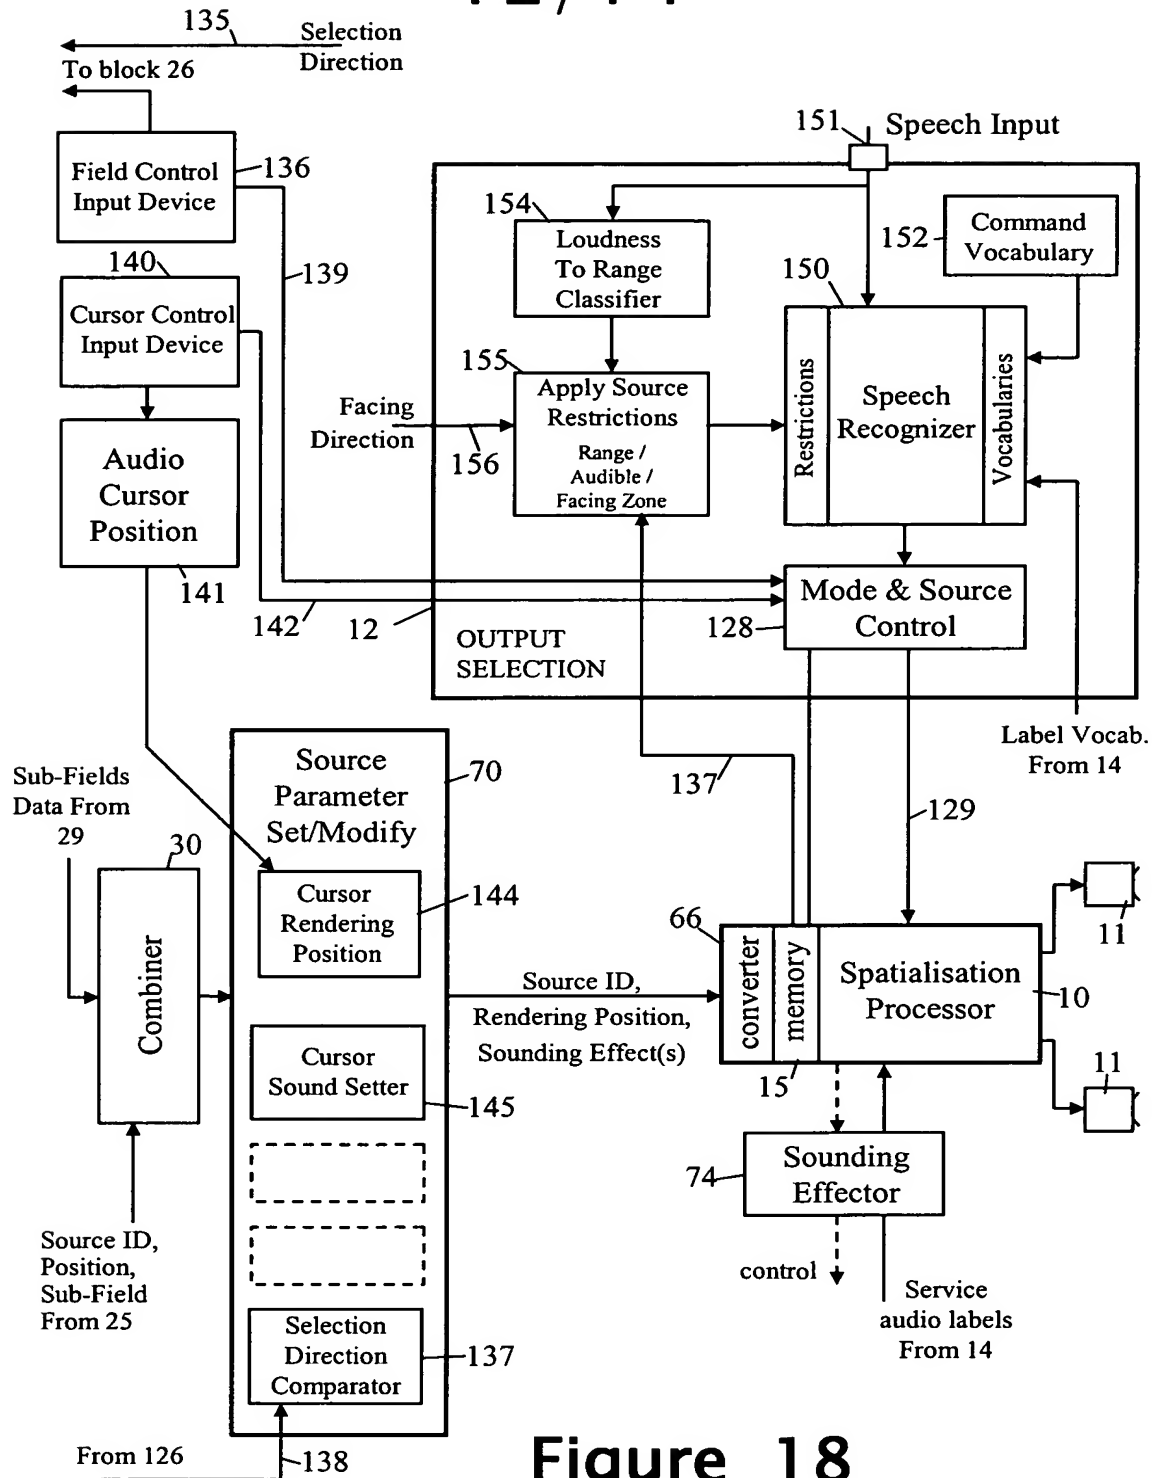 12/14
135
Selection
Direction
To block 26
Field Control
Input Device
136
139
140
Cursor Control
Input Device
Audio
Cursor
Position
141
142
12
151
Speech Input
154
Loudness
To Range
Classifier
152
Command
Vocabulary
150
155
Apply Source
Restrictions
Range /
Audible /
Facing Zone
Facing
Direction
156
Restrictions
Speech
Recognizer
Vocabularies
128
Mode & Source
Control
OUTPUT
SELECTION
Label Vocab.
From 14
137
129
Sub-Fields
Data From
29
30
Combiner
Source
Parameter
Set/Modify
70
Cursor
Rendering
Position
144
Cursor
Sound Setter
145
Source ID,
Rendering Position,
Sounding Effect(s)
66
converter
memory
15
Spatialisation
Processor
10
11
11
74
Sounding
Effector
control
Service
audio labels
From 14
Source ID,
Position,
Sub-Field
From 25
Selection
Direction
Comparator
137
From 126
138
Figure 18